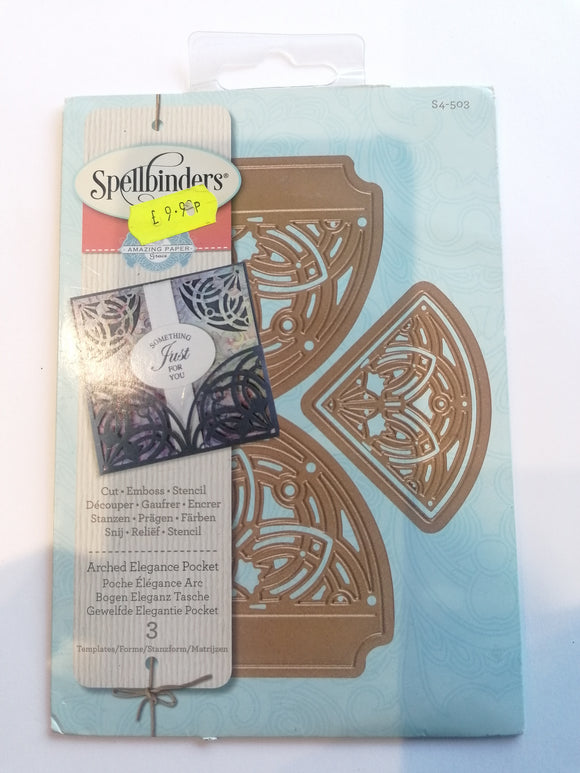 S4-503
Spellbinders®
£ 9.99P
AMAZING PAPER
Grace
SOMETHING
Just
FOR
YOU
Cut • Emboss • Stencil
Découper • Gaufrer • Encrer
Stanzen • Prägen • Färben
Snij • Reliëf • Stencil
Arched Elegance Pocket
Poche Élégance Arc
Bogen Eleganz Tasche
Gewelfde Elegantie Pocket
3
Templates/Forme/Stanzform/Matrijzen